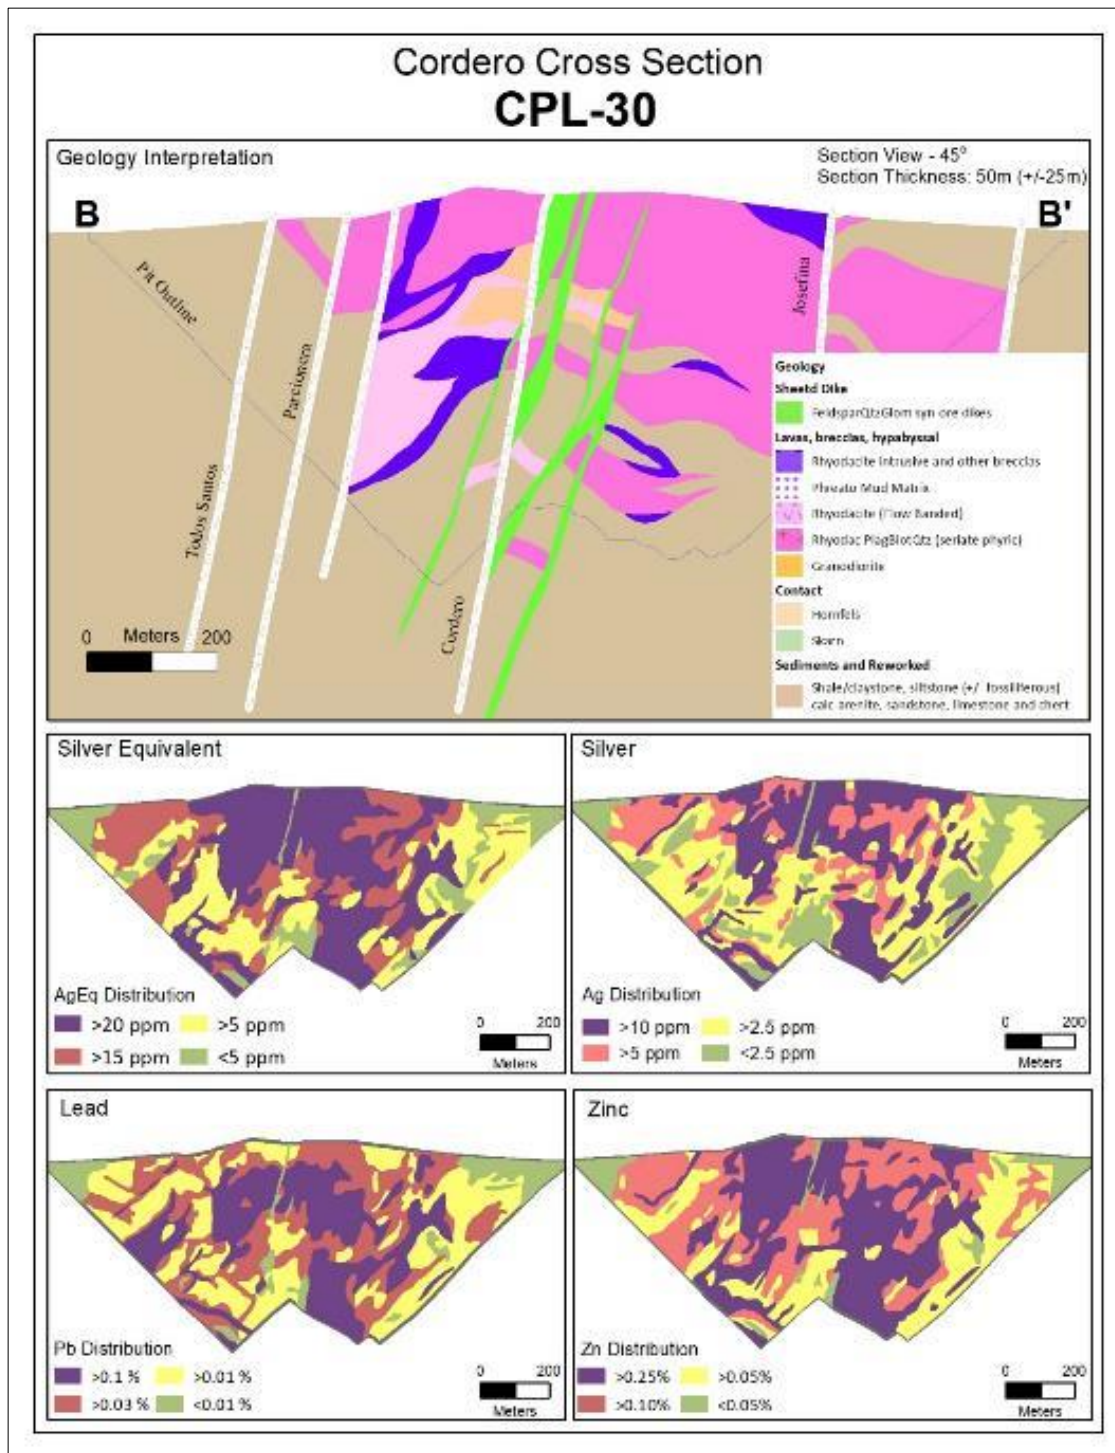 Cordero Cross Section
CPL-30
Geology Interpretation
Section View - 45°
Section Thickness: 50m (+/-25m)
B
B'
Pit Outline
Todos Santos
Parcionera
Cordero
Josefina
0 Meters 200
Geology
Sheetd Dike
FeldsparQtzGlom syn ore dikes
Lavas, breccias, hypabyssal
Rhyodacite Intrusive and other breccias
Phreato Mud Matrix
Rhyodacite (Flow Banded)
Rhyodac PlagBiotQtz (seriate phyric)
Granodiorite
Contact
Hornfels
Skarn
Sediments and Reworked
Shale/claystone, siltstone (+/- fossiliferous)
calc arenite, sandstone, limestone and chert
Silver Equivalent
AgEq Distribution
>20 ppm >5 ppm
>15 ppm <5 ppm
0 200
Meters
Silver
Ag Distribution
>10 ppm >2.5 ppm
>5 ppm <2.5 ppm
0 200
Meters
Lead
Pb Distribution
>0.1 % >0.01 %
>0.03 % <0.01 %
0 200
Meters
Zinc
Zn Distribution
>0.25% >0.05%
>0.10% <0.05%
0 200
Meters